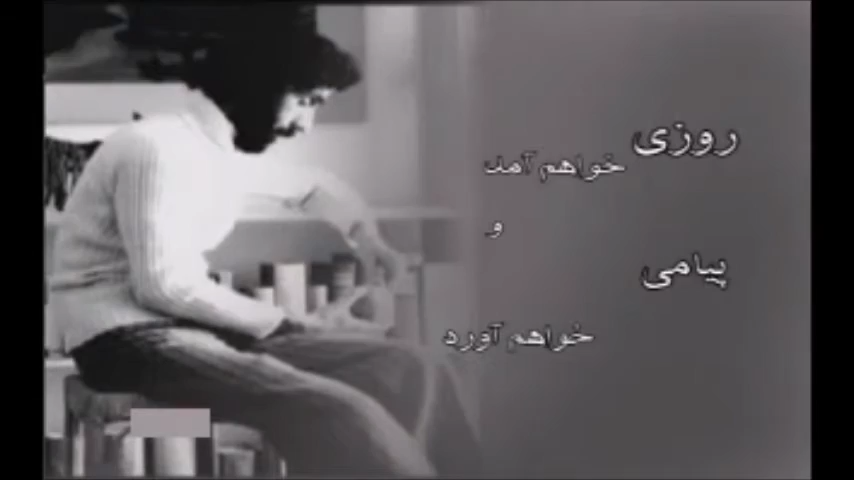 روزی
خواهم آمد
و
پیامی
خواهم آورد